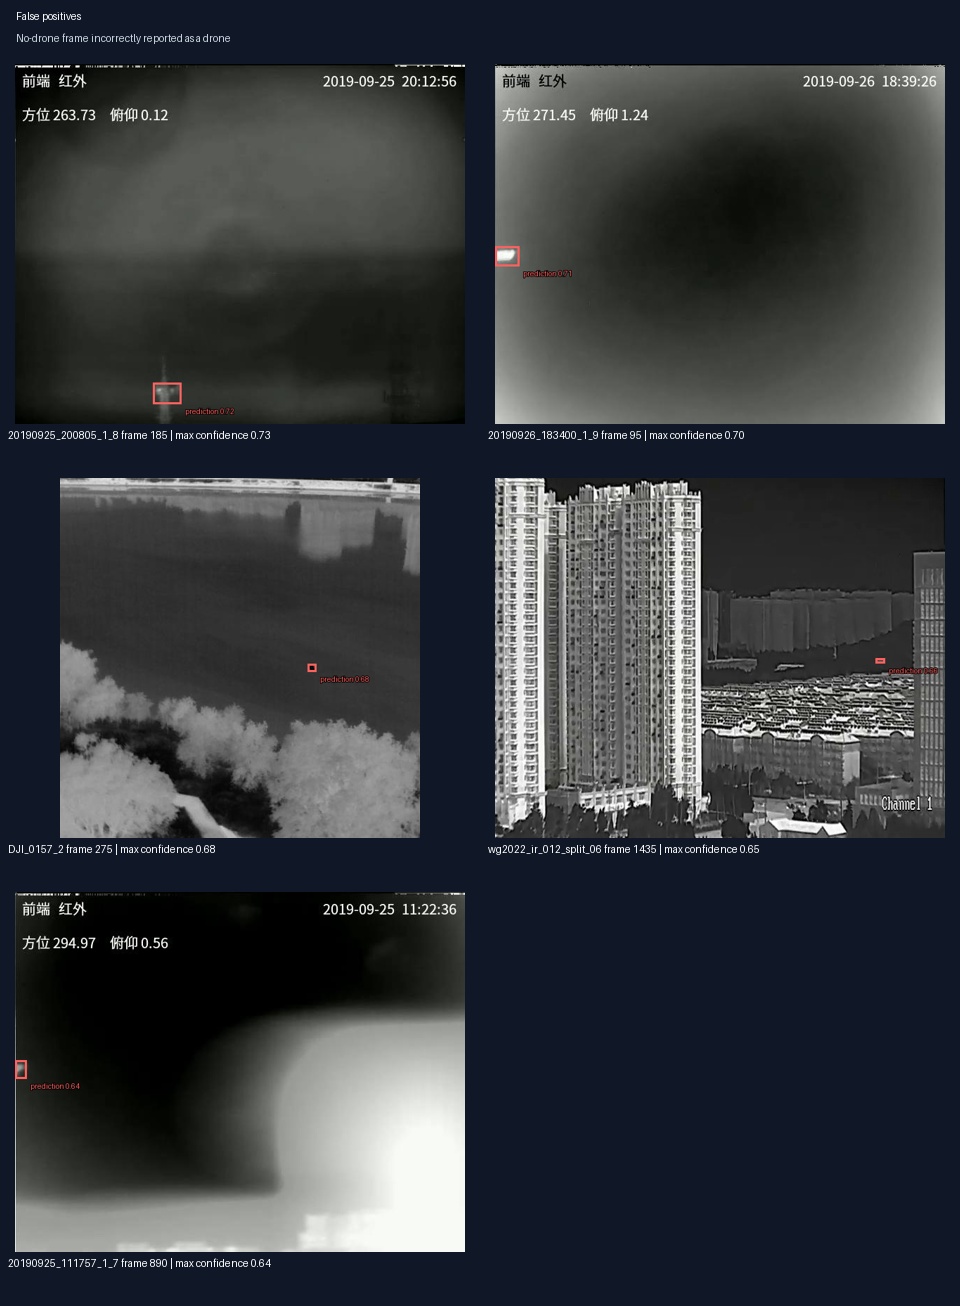 False positives
No-drone frame incorrectly reported as a drone
前端 红外
2019-09-25 20:12:56
方位 263.73 俯仰 0.12
prediction 0.72
20190925_200805_1_8 frame 185 | max confidence 0.73
前端 红外
2019-09-26 18:39:26
方位 271.45 俯仰 1.24
prediction 0.71
20190926_183400_1_9 frame 95 | max confidence 0.70
prediction 0.68
DJI_0157_2 frame 275 | max confidence 0.68
prediction
Channel 1
wg2022_ir_012_split_06 frame 1435 | max confidence 0.65
前端 红外
2019-09-25 11:22:36
方位 294.97 俯仰 0.56
prediction 0.64
20190925_111757_1_7 frame 890 | max confidence 0.64